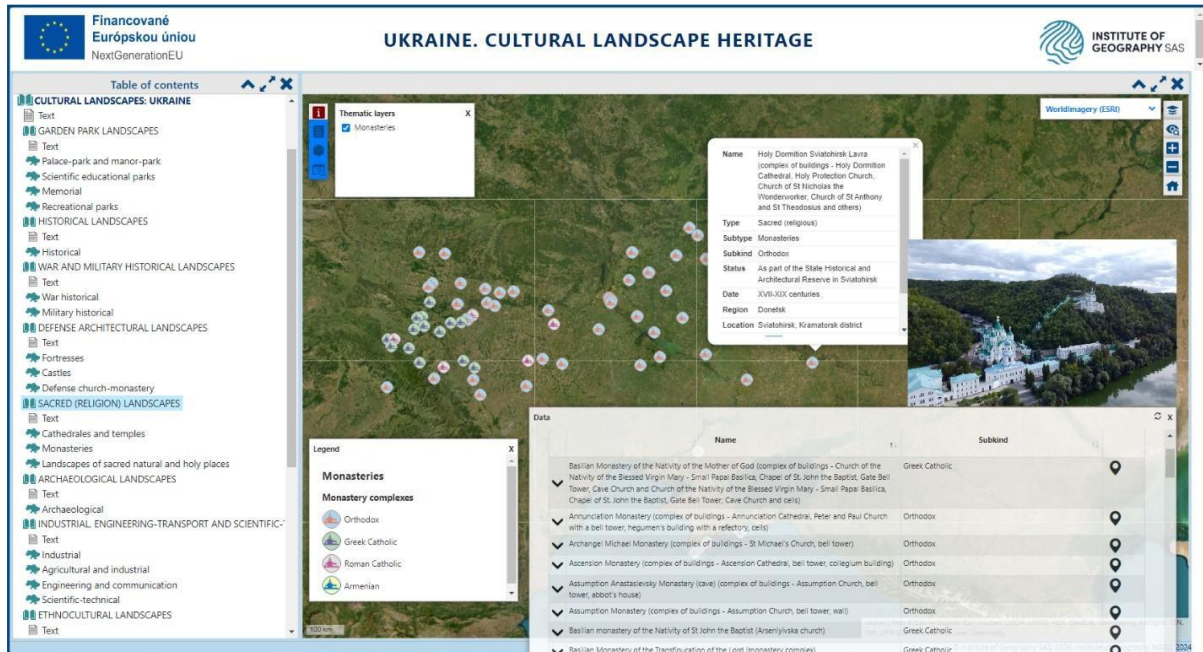 Financované
Európskou úniou
NextGenerationEU
UKRAINE. CULTURAL LANDSCAPE HERITAGE
INSTITUTE OF
GEOGRAPHY SAS
Table of contents
CULTURAL LANDSCAPES: UKRAINE
Text
GARDEN PARK LANDSCAPES
Text
Palace-park and manor-park
Scientific educational parks
Memorial
Recreational parks
HISTORICAL LANDSCAPES
Text
Historical
WAR AND MILITARY HISTORICAL LANDSCAPES
Text
War historical
Military historical
DEFENSE ARCHITECTURAL LANDSCAPES
Text
Fortresses
Castles
Defense church-monastery
SACRED (RELIGION) LANDSCAPES
Text
Cathedrales and temples
Monasteries
Landscapes of sacred natural and holy places
ARCHAEOLOGICAL LANDSCAPES
Text
Archaeological
INDUSTRIAL, ENGINEERING-TRANSPORT AND SCIENTIFIC-
Text
Industrial
Agricultural and industrial
Engineering and communication
Scientific-technical
ETHNOCULTURAL LANDSCAPES
Text
Thematic layers X
Monasteries
WorldImagery (ESRI)
Name Holy Dormition Sviatohirsk Lavra
(complex of buildings - Holy Dormition
Cathedral, Holy Protection Church,
Church of St Nicholas the
Wonderworker, Church of St Anthony
and St Theodosius and others)
Type Sacred (religious)
Subtype Monasteries
Subkind Orthodox
Status As part of the State Historical and
Architectural Reserve in Sviatohirsk
Date XVII-XIX centuries.
Region Donetsk
Location Sviatohirsk, Kramatorsk district
Legend X
Monasteries
Monastery complexes
Orthodox
Greek Catholic
Roman Catholic
Armenian
100 km
Data X
Name Subkind
Basilian Monastery of the Nativity of the Mother of God (complex of buildings - Church of the Greek Catholic
Nativity of the Blessed Virgin Mary - Small Papal Basilica, Chapel of St. John the Baptist, Gate Bell
Tower, Cave Church and Church of the Nativity of the Blessed Virgin Mary - Small Papal Basilica,
Chapel of St. John the Baptist, Gate Bell Tower, Cave Church and cells)
Annunciation Monastery (complex of buildings - Annunciation Cathedral, Peter and Paul Church Orthodox
with a bell tower, hegumen's building with a refectory, cells)
Archangel Michael Monastery (complex of buildings - St Michael's Church, bell tower) Orthodox
Ascension Monastery (complex of buildings - Ascension Cathedral, bell tower, collegium building) Orthodox
Assumption Anastasievsky Monastery (cave) (complex of buildings - Assumption Church, bell Orthodox
tower, abbot's house)
Assumption Monastery (complex of buildings - Assumption Church, bell tower, wall) Orthodox
Basilian monastery of the Nativity of St John the Baptist (Arseniyivska church) Greek Catholic
Basilian Monastery of the Transfiguration of the Lord (monastery complex) Greek Catholic
2024